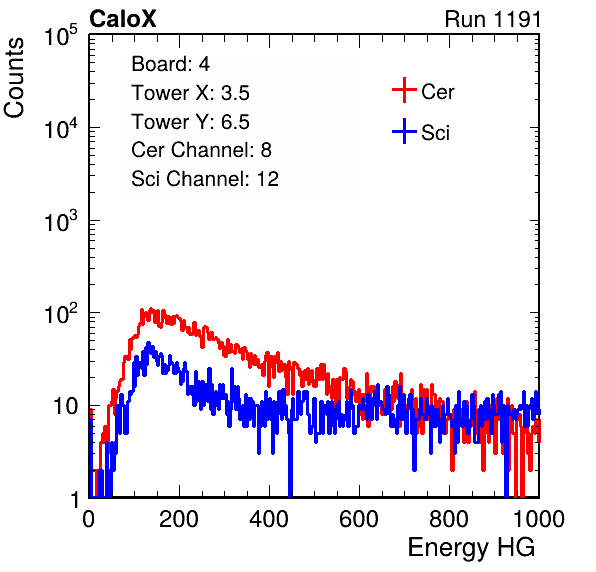 CaloX Run 1191
Counts
10^5
10^4
10^3
10^2
10
1
Board: 4
Tower X: 3.5
Tower Y: 6.5
Cer Channel: 8
Sci Channel: 12
Cer
Sci
0 200 400 600 800 1000
Energy HG